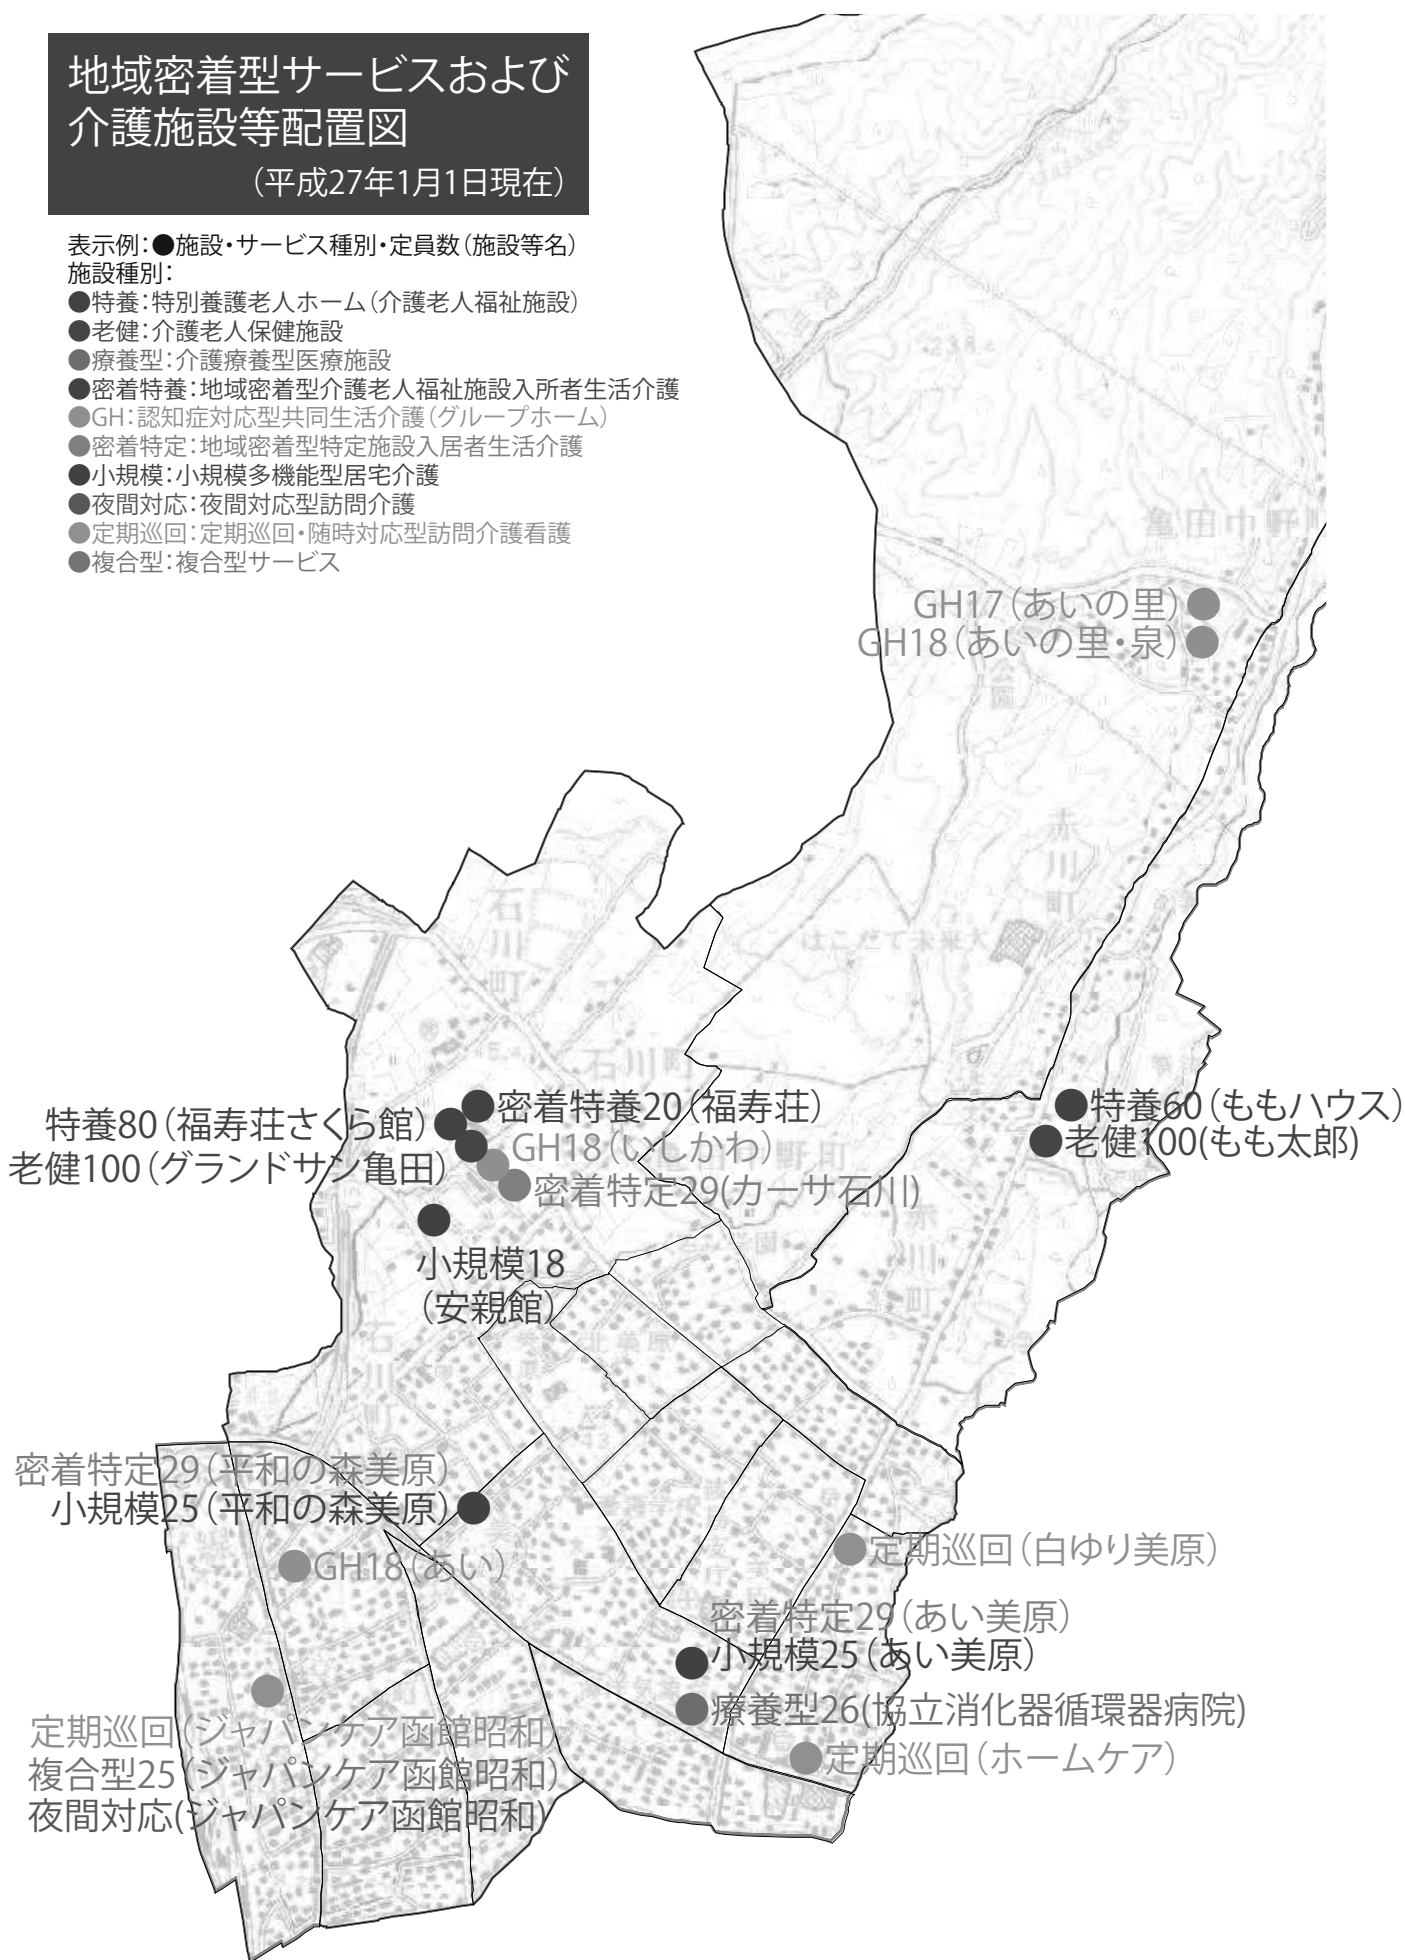 地域密着型サービスおよび
介護施設等配置図
（平成27年1月1日現在）
表示例：●施設・サービス種別・定員数（施設等名）
施設種別：
●特養：特別養護老人ホーム（介護老人福祉施設）
●老健：介護老人保健施設
●療養型：介護療養型医療施設
●密着特養：地域密着型介護老人福祉施設入所者生活介護
●GH：認知症対応型共同生活介護（グループホーム）
●密着特定：地域密着型特定施設入居者生活介護
●小規模：小規模多機能型居宅介護
●夜間対応：夜間対応型訪問介護
●定期巡回：定期巡回・随時対応型訪問介護看護
●複合型：複合型サービス
亀田中野
GH17（あいの里）
GH18（あいの里・泉）
赤川町
石川町
はこだて未来大
石川町
密着特養20（福寿荘）
特養80（福寿荘さくら館）
GH18（いしかわ）
老健100（グランドサン亀田）
密着特定29(カーサ石川)
特養60（ももハウス）
老健100(もも太郎)
赤川町
小規模18
（安親館）
石川町
北美原
密着特定29（平和の森美原）
小規模25（平和の森美原）
GH18（あい）
定期巡回（白ゆり美原）
密着特定29（あい美原）
小規模25（あい美原）
療養型26(協立消化器循環器病院)
定期巡回（ホームケア）
定期巡回（ジャパンケア函館昭和）
複合型25（ジャパンケア函館昭和）
夜間対応(ジャパンケア函館昭和)